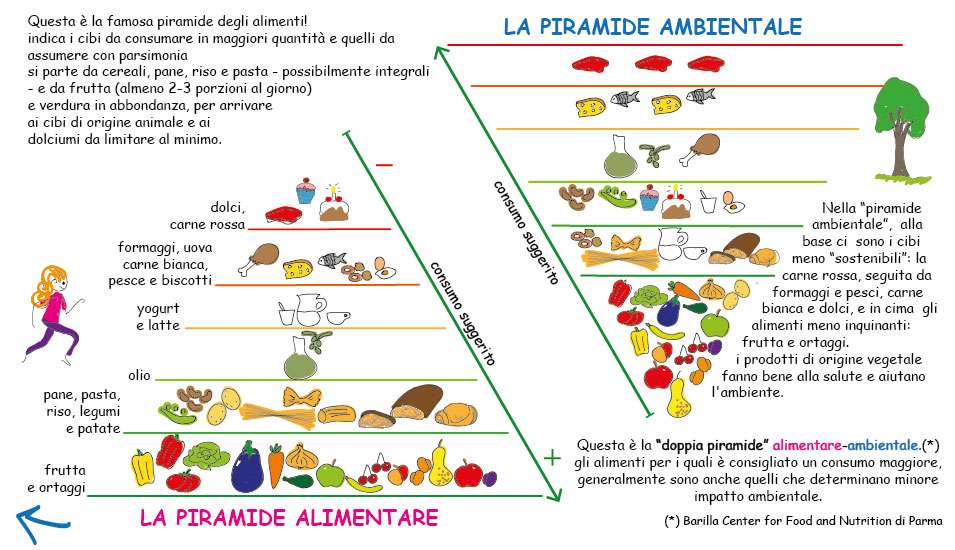 Questa è la famosa piramide degli alimenti!
indica i cibi da consumare in maggiori quantità e quelli da
assumere con parsimonia
si parte da cereali, pane, riso e pasta - possibilmente integrali
- e da frutta (almeno 2-3 porzioni al giorno)
e verdura in abbondanza, per arrivare
ai cibi di origine animale e ai
dolciumi da limitare al minimo.
dolci,
carne rossa
formaggi, uova
carne bianca,
pesce e biscotti
yogurt
e latte
olio
pane, pasta,
riso, legumi
e patate
frutta
e ortaggi
consumo suggerito
LA PIRAMIDE ALIMENTARE
LA PIRAMIDE AMBIENTALE
consumo suggerito
Nella “piramide
ambientale”, alla
base ci sono i cibi
meno “sostenibili”: la
carne rossa, seguita da
formaggi e pesci, carne
bianca e dolci, e in cima gli
alimenti meno inquinanti:
frutta e ortaggi.
i prodotti di origine vegetale
fanno bene alla salute e aiutano
l'ambiente.
Questa è la “doppia piramide” alimentare-ambientale.(*)
gli alimenti per i quali è consigliato un consumo maggiore,
generalmente sono anche quelli che determinano minore
impatto ambientale.
(*) Barilla Center for Food and Nutrition di Parma